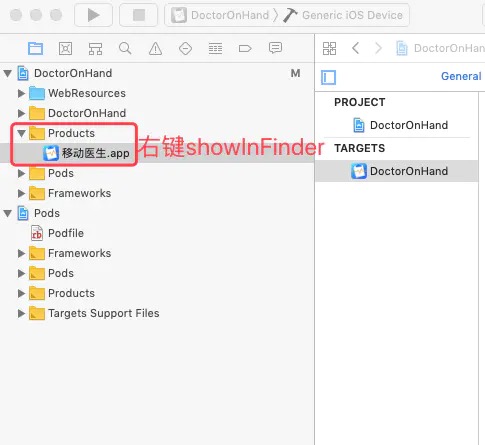 DoctorOnHand
Generic iOS Device
DoctorOnHand
M
WebResources
DoctorOnHand
Products
移动医生.app
右键showInFinder
Pods
Frameworks
Pods
Podfile
Frameworks
Pods
Products
Targets Support Files
DoctorOnHand
General
PROJECT
DoctorOnHand
TARGETS
DoctorOnHand